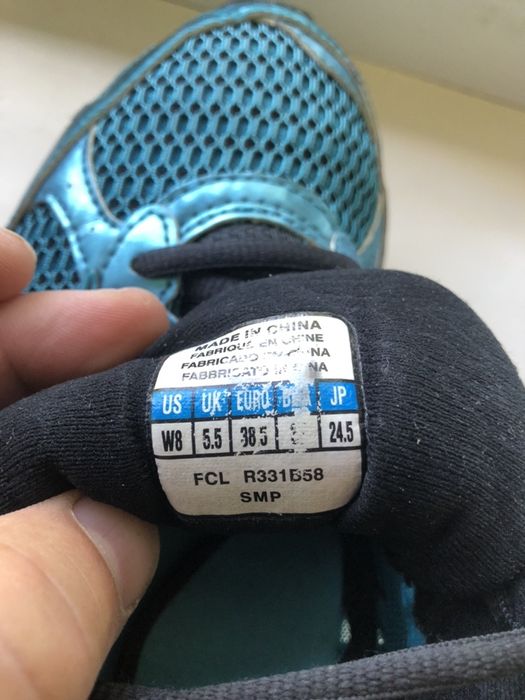 MADE IN CHINA
FABRIQUE EN CHINE
FABRICADO EN CHINA
US UK EURO JP
W8 5.5 38.5 24.5
FCL R331B58
SMP